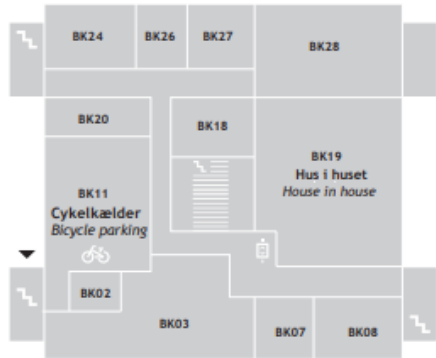 BK24
BK26
BK27
BK28
BK20
BK18
BK19
Hus i huset
House in house
BK11
Cykelkælder
Bicycle parking
BK02
BK03
BK07
BK08